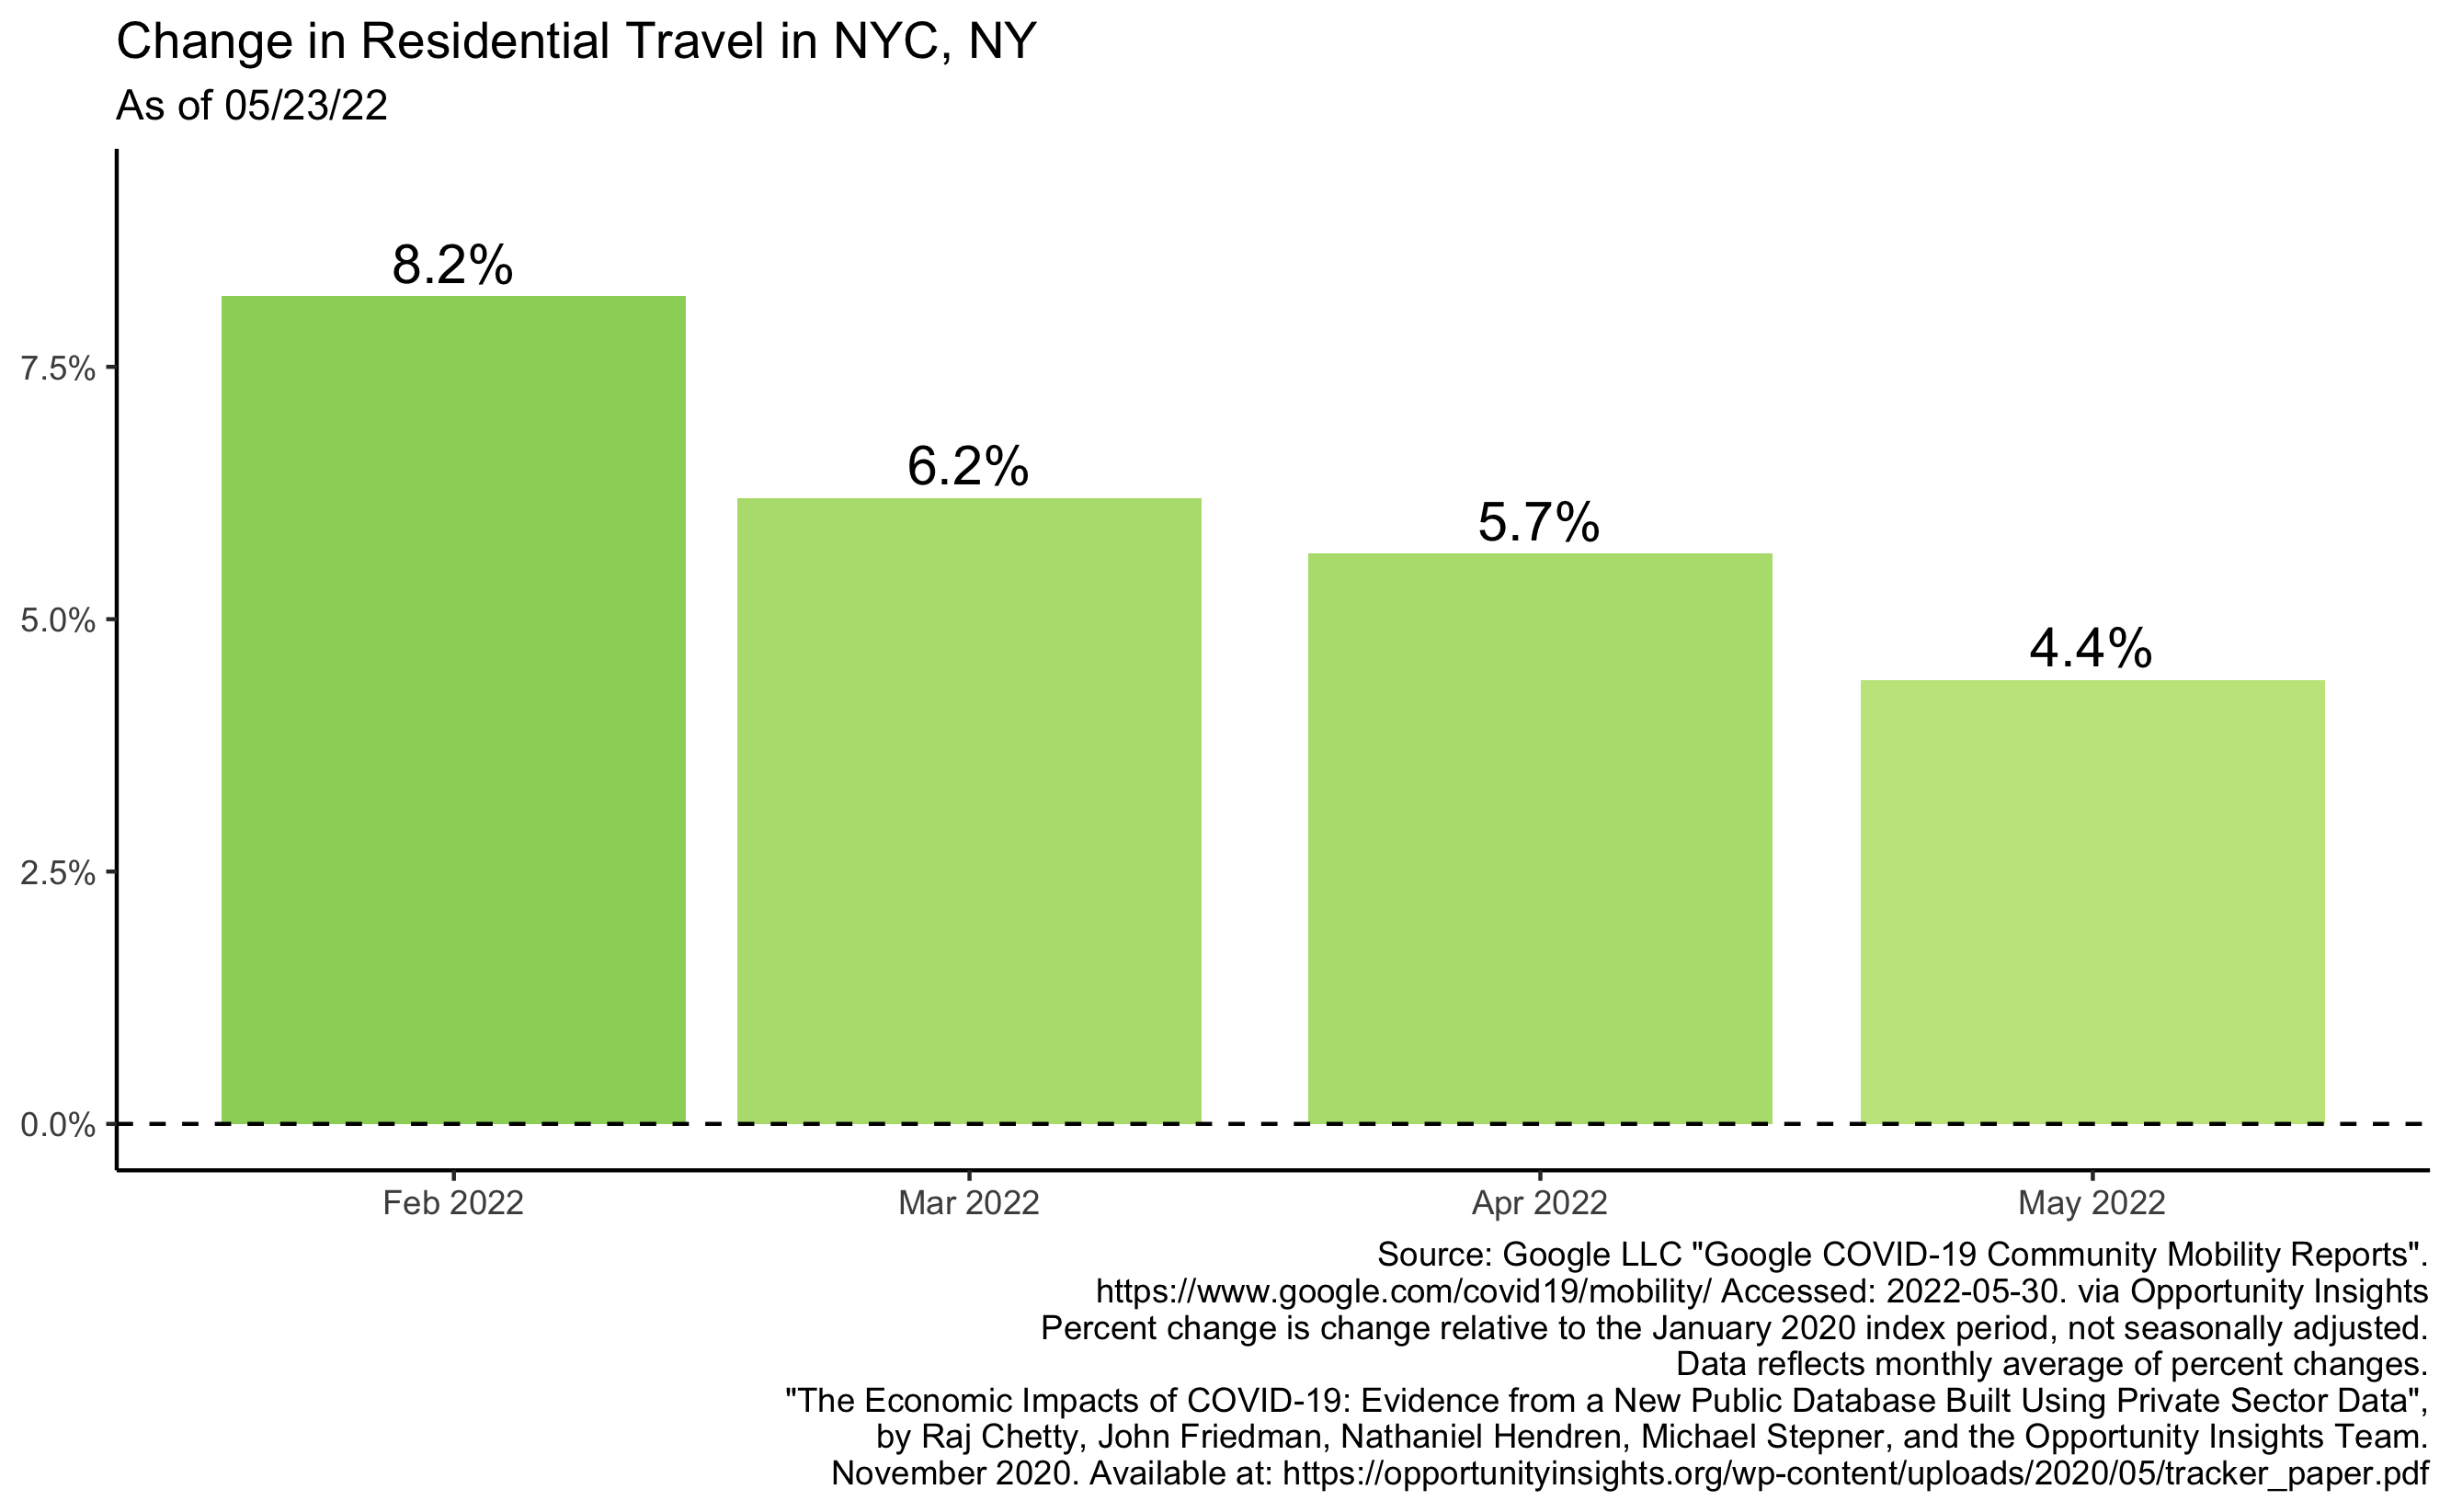 Change in Residential Travel in NYC, NY
As of 05/23/22
8.2%
6.2%
5.7%
4.4%
7.5%
5.0%
2.5%
0.0%
Feb 2022
Mar 2022
Apr 2022
May 2022
Source: Google LLC "Google COVID-19 Community Mobility Reports".
https://www.google.com/covid19/mobility/ Accessed: 2022-05-30. via Opportunity Insights
Percent change is change relative to the January 2020 index period, not seasonally adjusted.
Data reflects monthly average of percent changes.
"The Economic Impacts of COVID-19: Evidence from a New Public Database Built Using Private Sector Data",
by Raj Chetty, John Friedman, Nathaniel Hendren, Michael Stepner, and the Opportunity Insights Team.
November 2020. Available at: https://opportunityinsights.org/wp-content/uploads/2020/05/tracker_paper.pdf